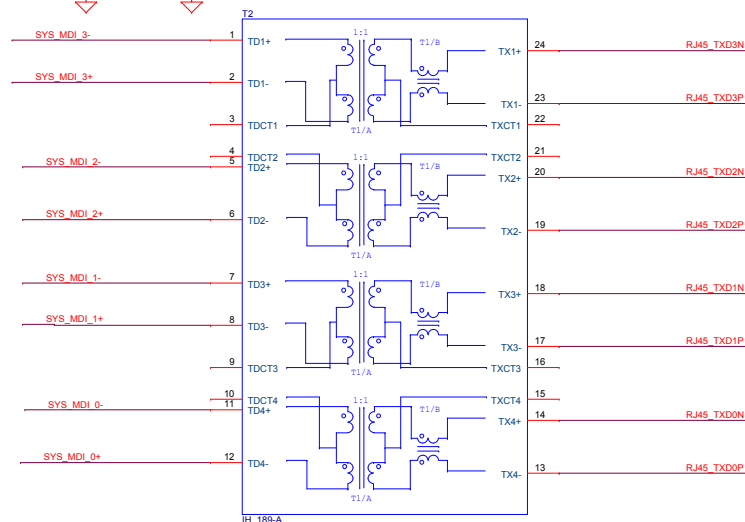 T2
SYS_MDI_3- 1 TD1+ 1:1 T1/B TX1+ 24 RJ45_TXD3N
SYS_MDI_3+ 2 TD1- TX1- 23 RJ45_TXD3P
3 TDCT1 T1/A TXCT1 22
4 TDCT2 1:1 T1/B TXCT2 21
SYS_MDI_2- 5 TD2+ TX2+ 20 RJ45_TXD2N
SYS_MDI_2+ 6 TD2- TX2- 19 RJ45_TXD2P
T1/A
SYS_MDI_1- 7 TD3+ 1:1 T1/B TX3+ 18 RJ45_TXD1N
SYS_MDI_1+ 8 TD3- TX3- 17 RJ45_TXD1P
9 TDCT3 T1/A TXCT3 16
10 TDCT4 1:1 T1/B TXCT4 15
SYS_MDI_0- 11 TD4+ TX4+ 14 RJ45_TXD0N
SYS_MDI_0+ 12 TD4- TX4- 13 RJ45_TXD0P
T1/A
IH_189-A